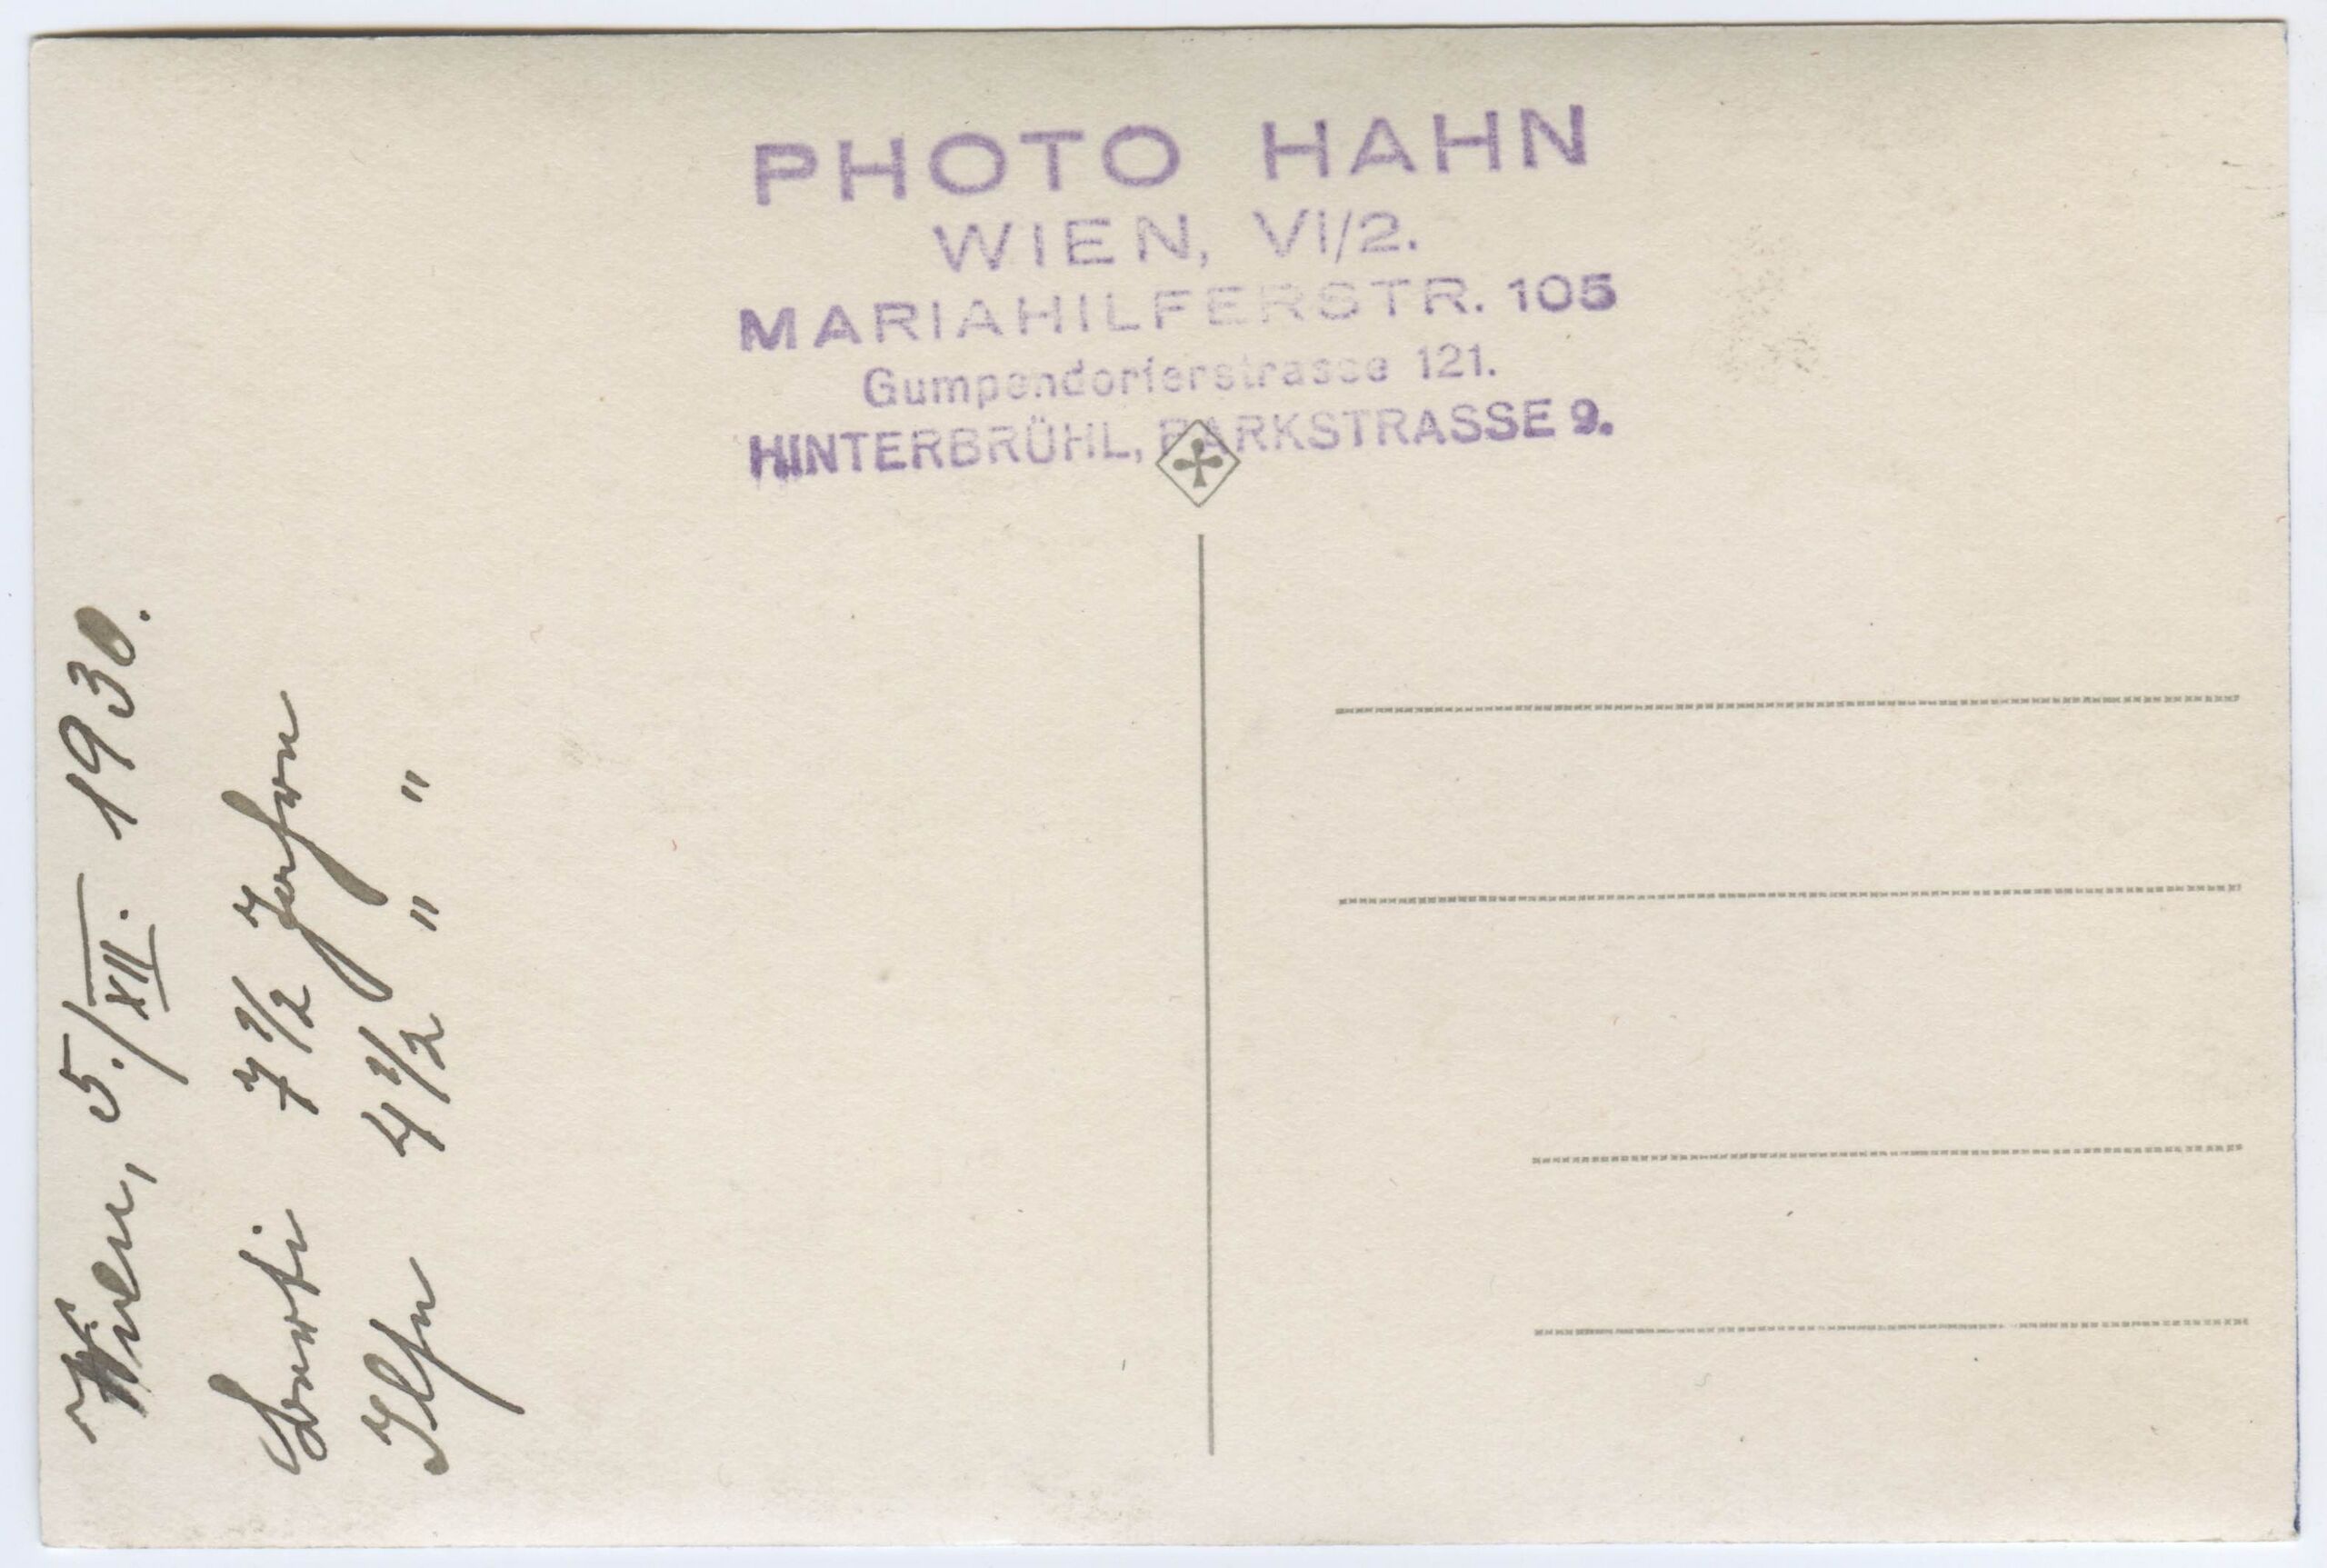 PHOTO HAHN
WIEN, VI/2.
MARIAHILFERSTR. 105
Gumpendorferstrasse 121.
HINTERBRÜHL, PARKSTRASSE 9.
Wien, 5./XII. 1930.
7 1/2 Jahre
Ilse 4 1/2 " "